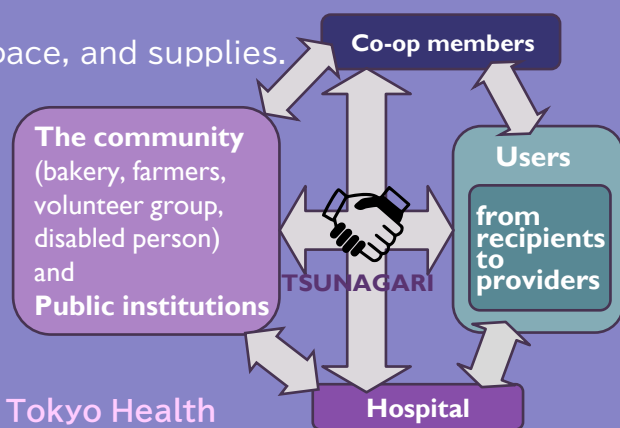 pace, and supplies.
Co-op members
The community
(bakery, farmers,
volunteer group,
disabled person)
and
Public institutions
TSUNAGARI
Users
from
recipients
to
providers
Hospital
Tokyo Health